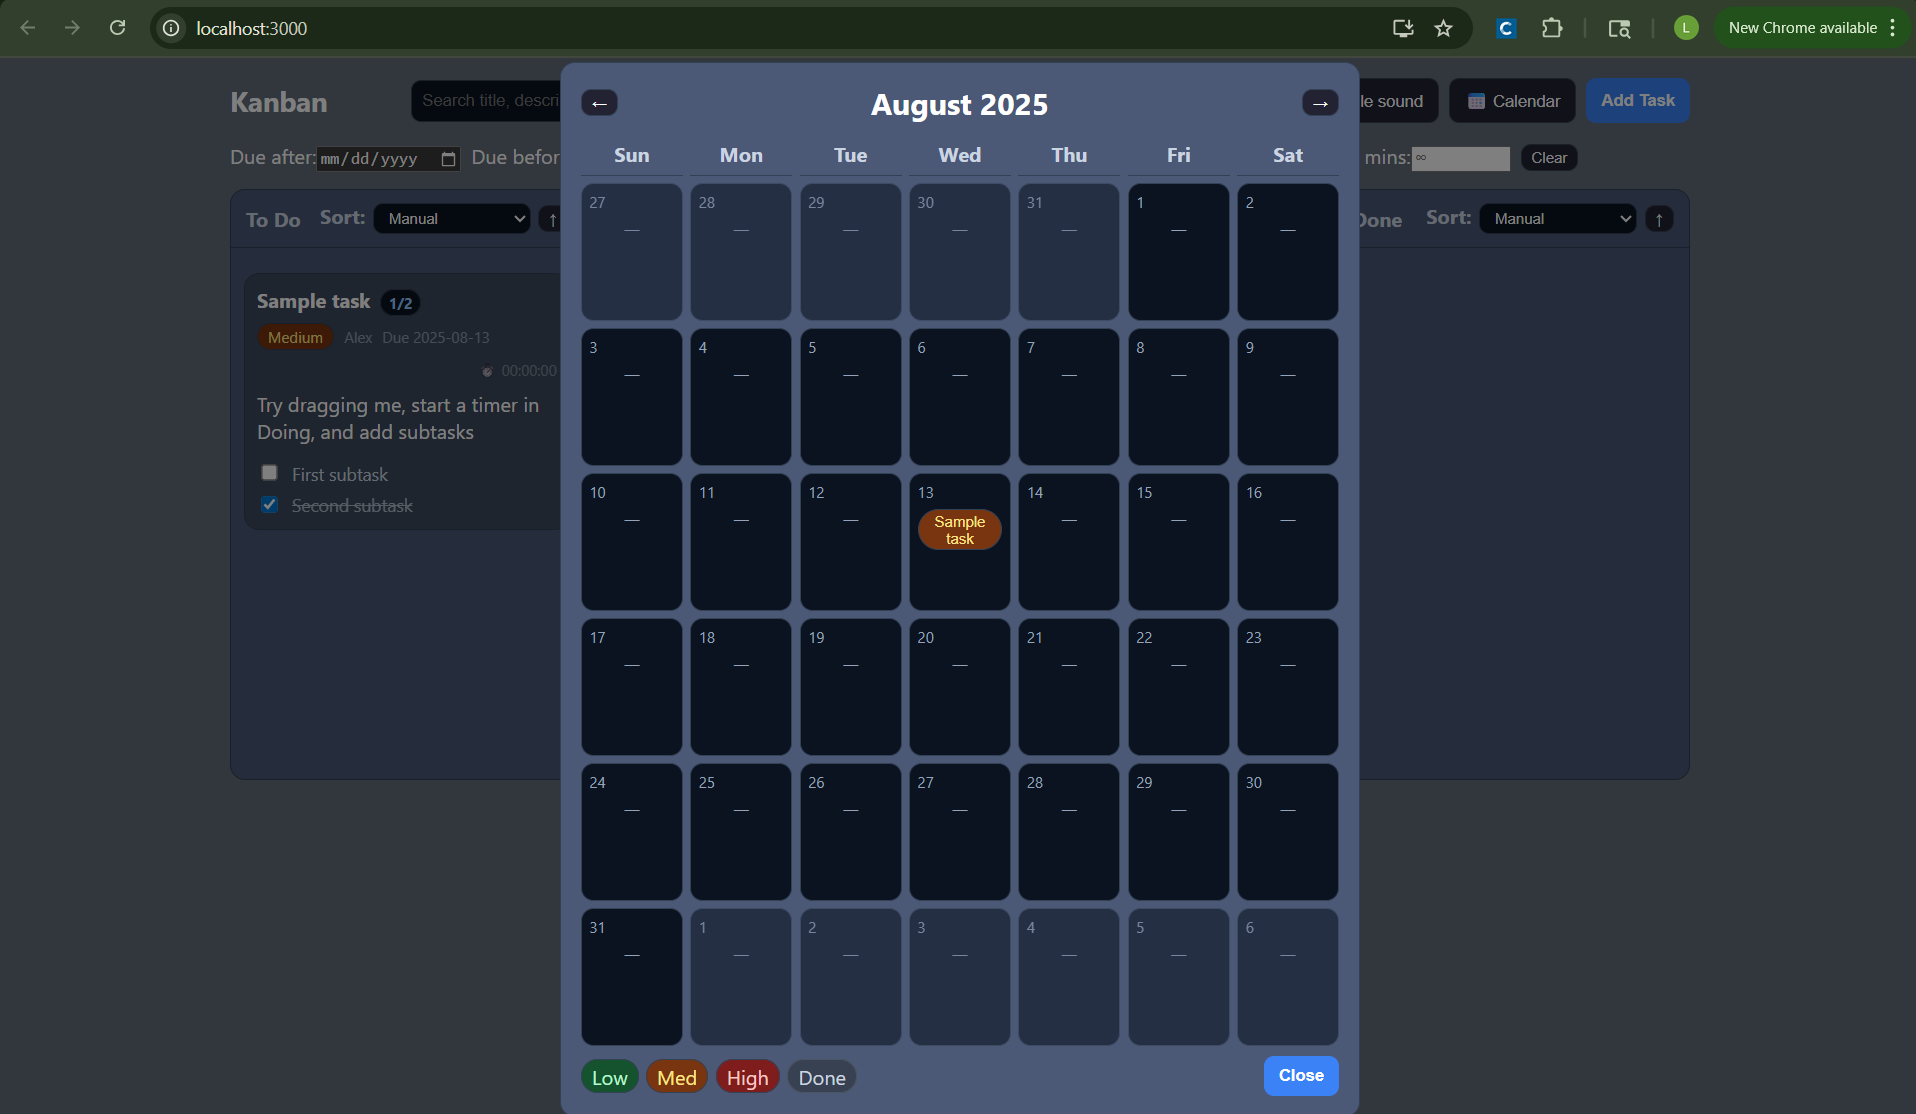 localhost:3000
L
New Chrome available
Kanban
Search title, descri
le sound
Calendar
Add Task
Due after:
mm/dd/yyyy
Due befor
mins:
∞
Clear
To Do
Sort:
Manual
↑
Done
Sort:
Manual
↑
Sample task
1/2
Medium
Alex
Due 2025-08-13
00:00:00
Try dragging me, start a timer in
Doing, and add subtasks
First subtask
Second subtask
←
August 2025
→
Sun Mon Tue Wed Thu Fri Sat
27 28 29 30 31 1 2
— — — — — — —
3 4 5 6 7 8 9
— — — — — — —
10 11 12 13 14 15 16
— — — Sample — — —
task
17 18 19 20 21 22 23
— — — — — — —
24 25 26 27 28 29 30
— — — — — — —
31 1 2 3 4 5 6
— — — — — — —
Low Med High Done
Close